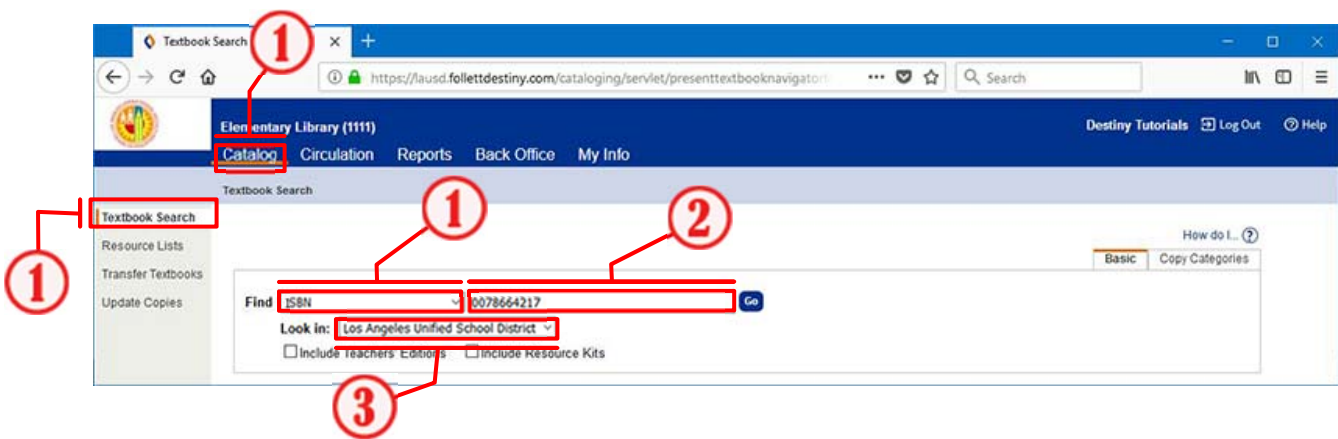 Textbook Search
1
https://lausd.follettdestiny.com/cataloging/servlet/presenttextbooknavigator
Search
Elementary Library (1111)
Destiny Tutorials Log Out Help
Catalog Circulation Reports Back Office My Info
Textbook Search
1
2
Textbook Search
1
How do I... ?
Resource Lists
Basic Copy Categories
Transfer Textbooks
Update Copies
Find ISBN 0078664217 Go
Look in: Los Angeles Unified School District
Include Teachers' Editions Include Resource Kits
3